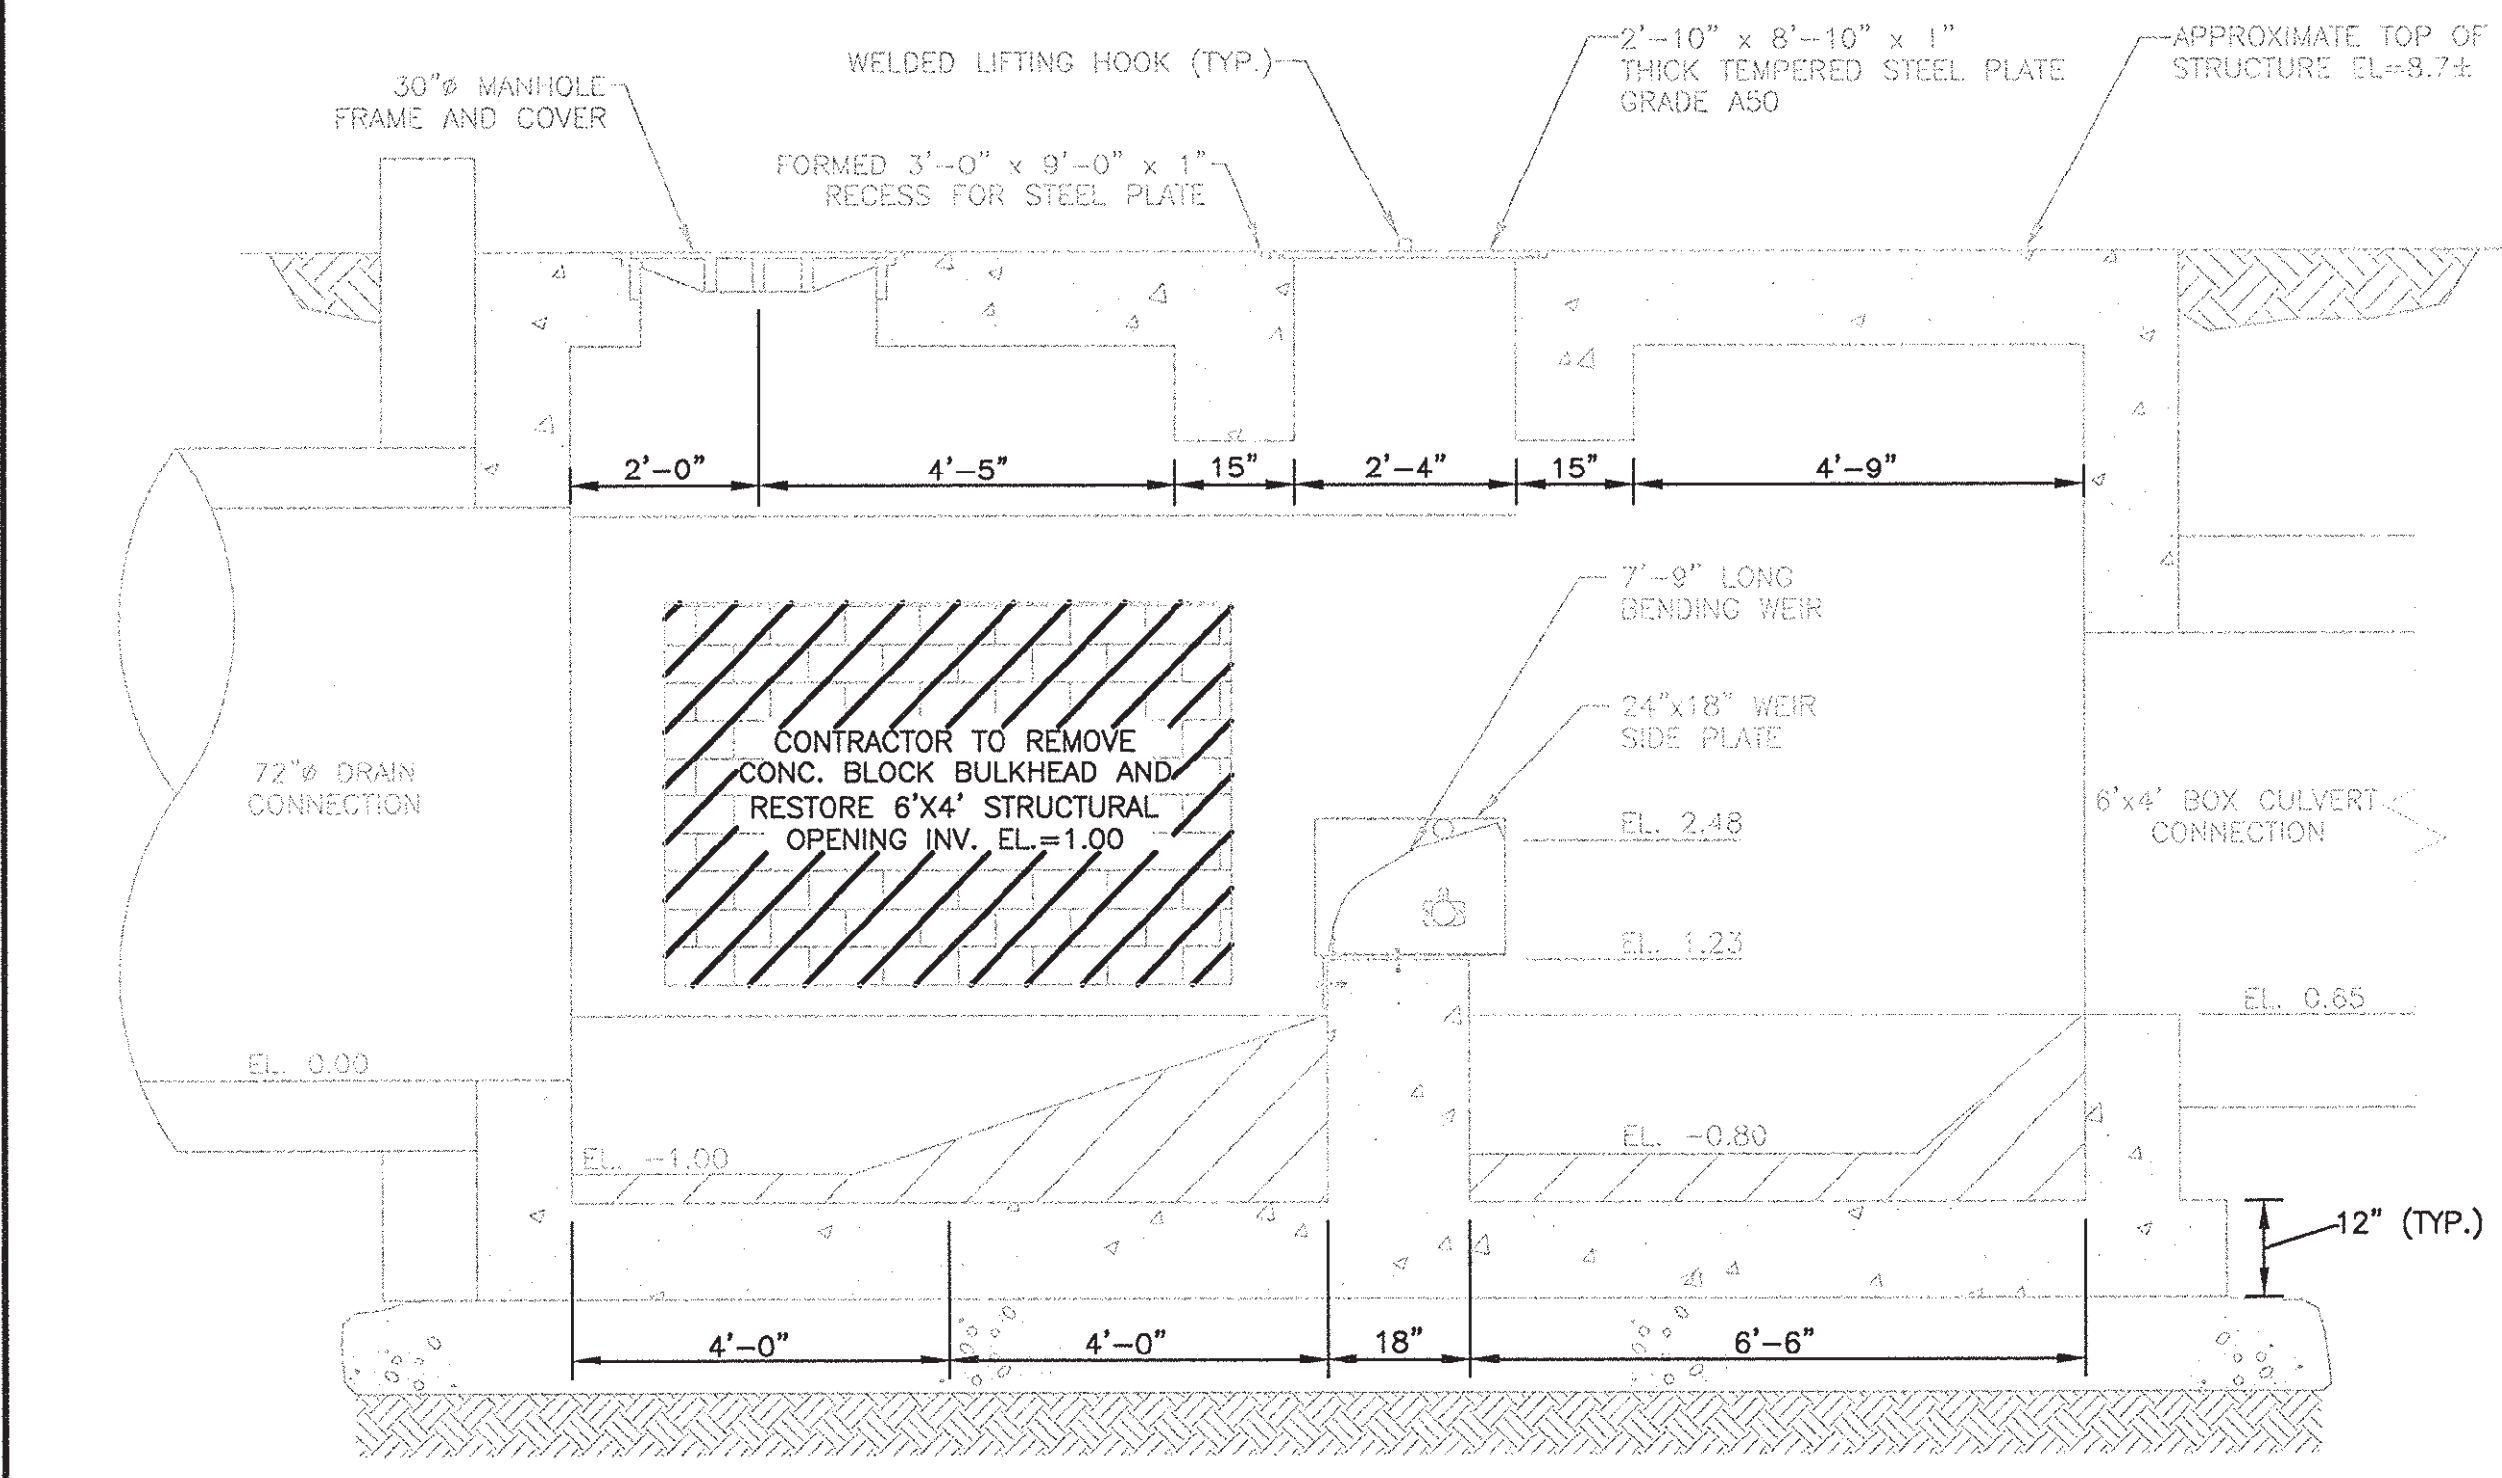 WELDED LIFTING HOOK (TYP.)
2'-10" x 8'-10" x 1"
THICK TEMPERED STEEL PLATE
GRADE A50
APPROXIMATE TOP OF
STRUCTURE EL=8.7±
30"ø MANHOLE
FRAME AND COVER
FORMED 3'-0" x 9'-0" x 1"
RECESS FOR STEEL PLATE
2'-0"
4'-5"
15"
2'-4"
15"
4'-9"
7'-9" LONG
BENDING WEIR
24"x18" WEIR
SIDE PLATE
CONTRACTOR TO REMOVE
CONC. BLOCK BULKHEAD AND
RESTORE 6'X4' STRUCTURAL
OPENING INV. EL.=1.00
72"ø DRAIN
CONNECTION
6'x4' BOX CULVERT
CONNECTION
EL. 2.48
EL. 1.23
EL. 0.65
EL. 0.00
EL. -1.00
EL. -0.80
12" (TYP.)
4'-0"
4'-0"
18"
6'-6"